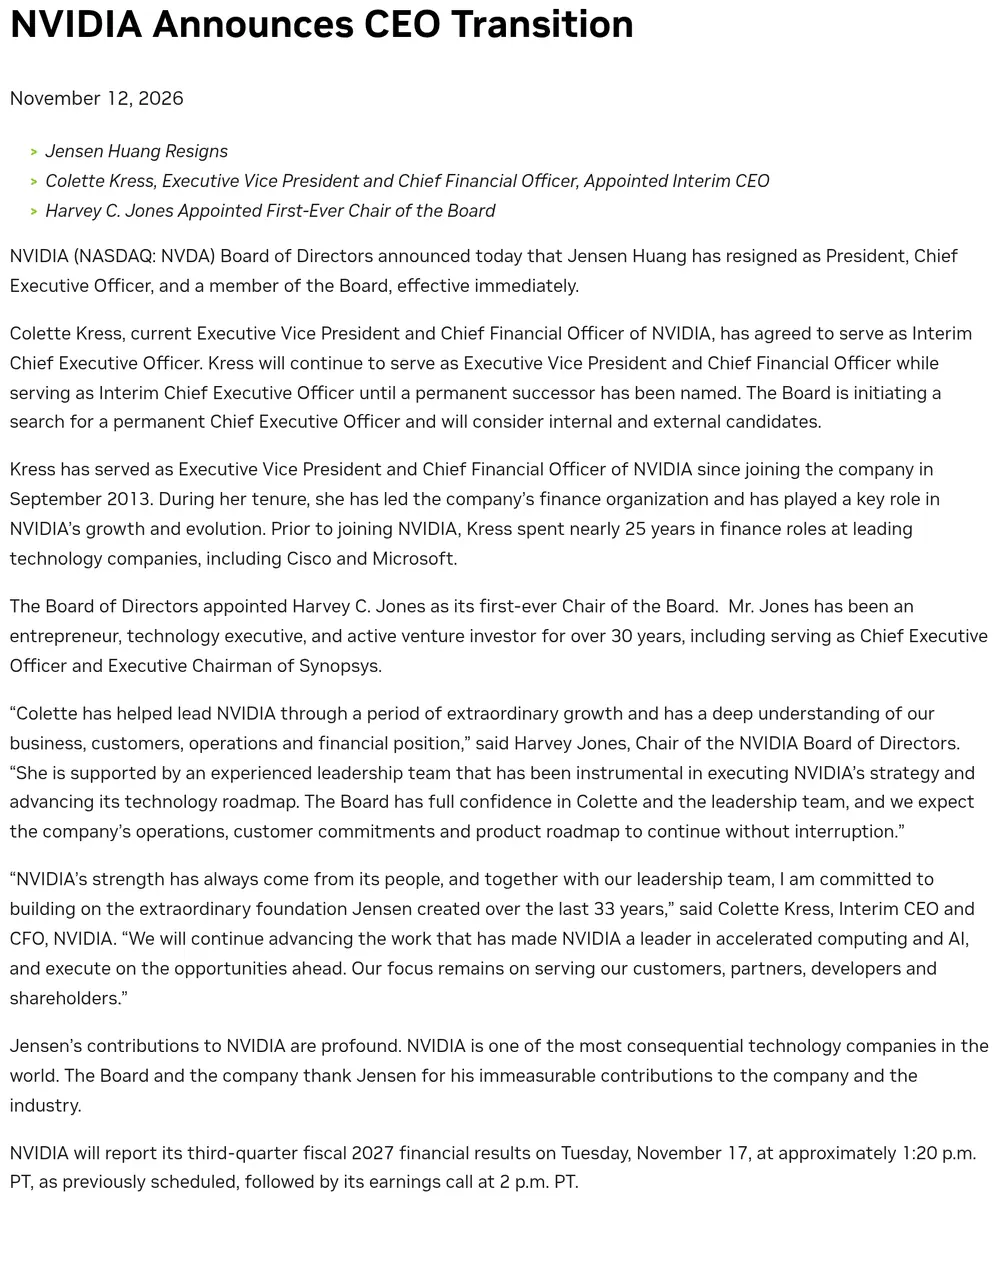 NVIDIA Announces CEO Transition
November 12, 2026
> Jensen Huang Resigns
> Colette Kress, Executive Vice President and Chief Financial Officer, Appointed Interim CEO
> Harvey C. Jones Appointed First-Ever Chair of the Board
NVIDIA (NASDAQ: NVDA) Board of Directors announced today that Jensen Huang has resigned as President, Chief
Executive Officer, and a member of the Board, effective immediately.
Colette Kress, current Executive Vice President and Chief Financial Officer of NVIDIA, has agreed to serve as Interim
Chief Executive Officer. Kress will continue to serve as Executive Vice President and Chief Financial Officer while
serving as Interim Chief Executive Officer until a permanent successor has been named. The Board is initiating a
search for a permanent Chief Executive Officer and will consider internal and external candidates.
Kress has served as Executive Vice President and Chief Financial Officer of NVIDIA since joining the company in
September 2013. During her tenure, she has led the company’s finance organization and has played a key role in
NVIDIA’s growth and evolution. Prior to joining NVIDIA, Kress spent nearly 25 years in finance roles at leading
technology companies, including Cisco and Microsoft.
The Board of Directors appointed Harvey C. Jones as its first-ever Chair of the Board.  Mr. Jones has been an
entrepreneur, technology executive, and active venture investor for over 30 years, including serving as Chief Executive
Officer and Executive Chairman of Synopsys.
“Colette has helped lead NVIDIA through a period of extraordinary growth and has a deep understanding of our
business, customers, operations and financial position,” said Harvey Jones, Chair of the NVIDIA Board of Directors.
“She is supported by an experienced leadership team that has been instrumental in executing NVIDIA’s strategy and
advancing its technology roadmap. The Board has full confidence in Colette and the leadership team, and we expect
the company’s operations, customer commitments and product roadmap to continue without interruption.”
“NVIDIA’s strength has always come from its people, and together with our leadership team, I am committed to
building on the extraordinary foundation Jensen created over the last 33 years,” said Colette Kress, Interim CEO and
CFO, NVIDIA. “We will continue advancing the work that has made NVIDIA a leader in accelerated computing and AI,
and execute on the opportunities ahead. Our focus remains on serving our customers, partners, developers and
shareholders.”
Jensen’s contributions to NVIDIA are profound. NVIDIA is one of the most consequential technology companies in the
world. The Board and the company thank Jensen for his immeasurable contributions to the company and the
industry.
NVIDIA will report its third-quarter fiscal 2027 financial results on Tuesday, November 17, at approximately 1:20 p.m.
PT, as previously scheduled, followed by its earnings call at 2 p.m. PT.